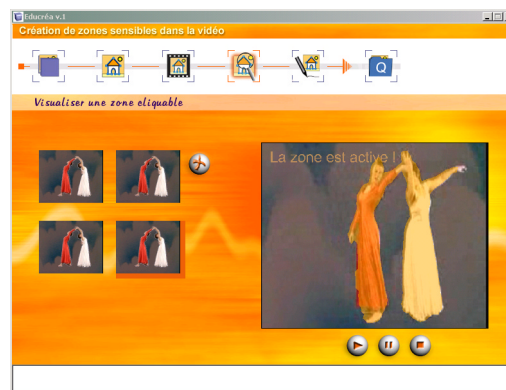 Educréa v.1
Création de zones sensibles dans la vidéo
Q
Visualiser une zone cliquable
La zone est active !